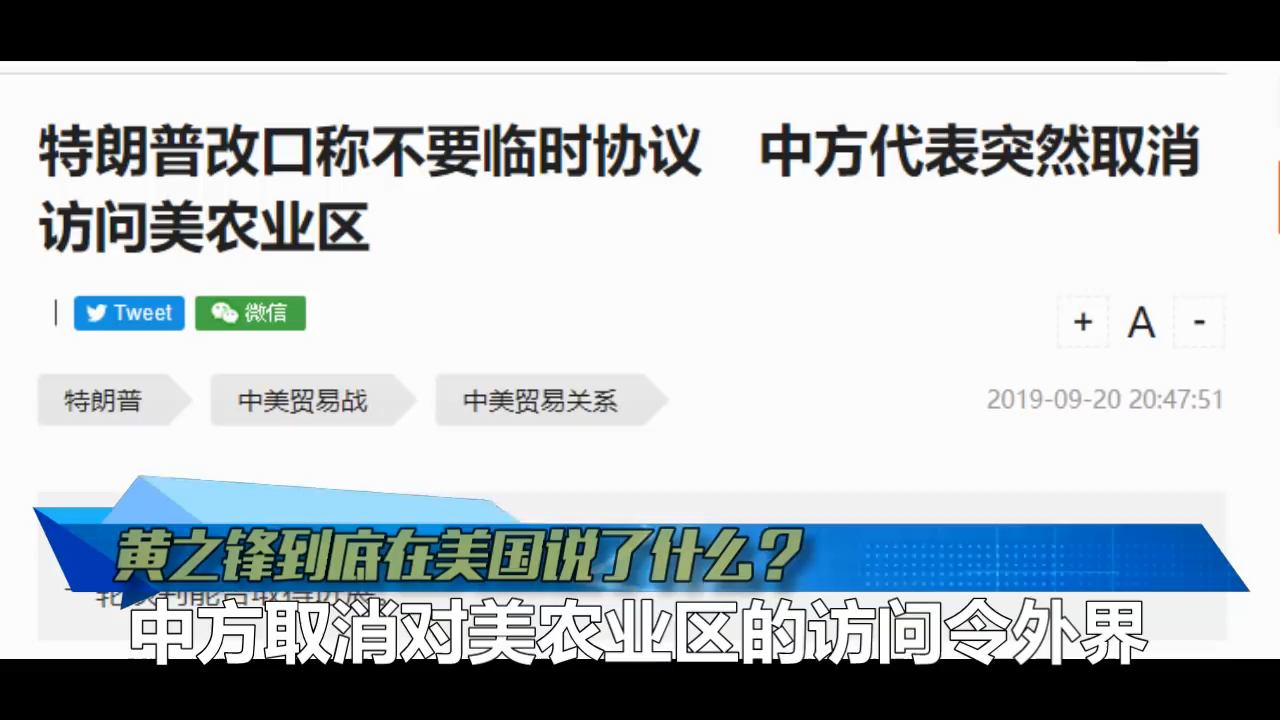 特朗普改口称不要临时协议 中方代表突然取消
访问美农业区
| Tweet 微信
+ A -
特朗普 中美贸易战 中美贸易关系 2019-09-20 20:47:51
黄之锋到底在美国说了什么?
中方取消对美农业区的访问令外界